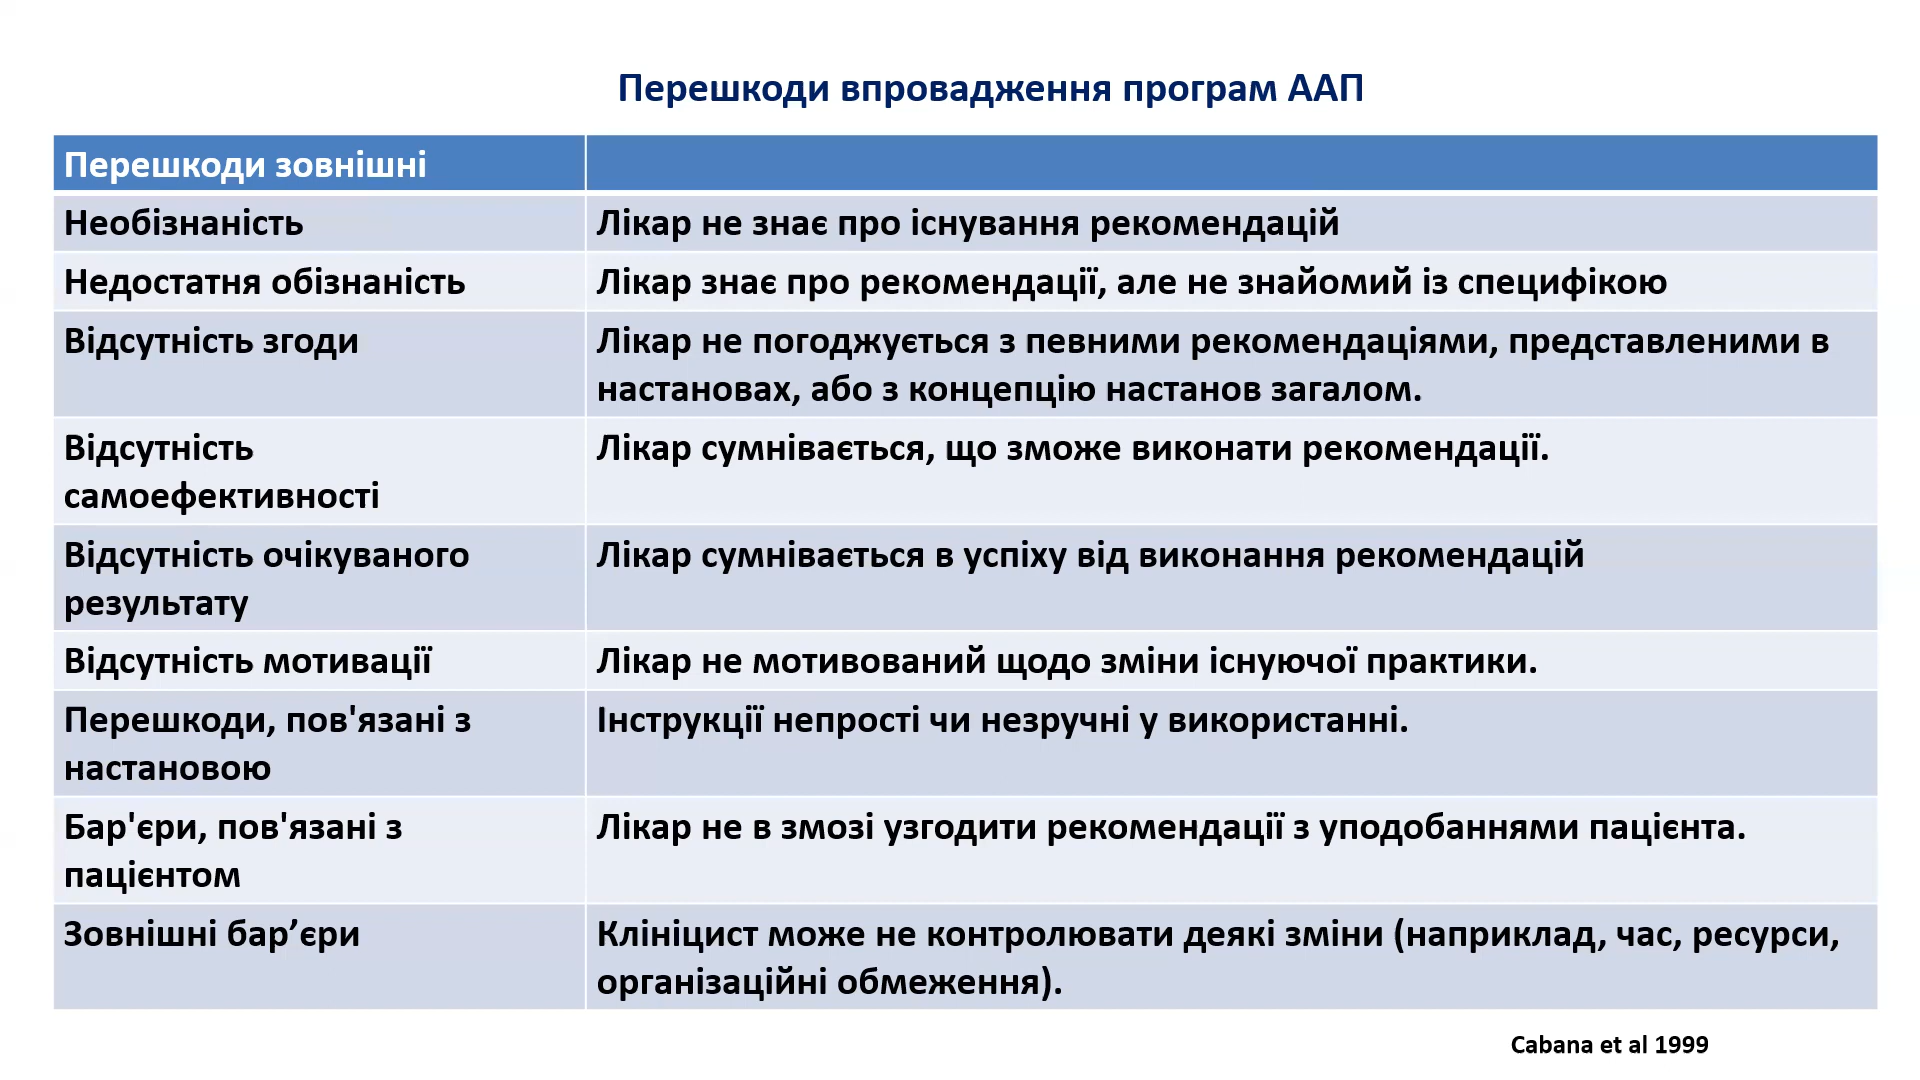 Перешкоди впровадження програм ААП
Перешкоди зовнішні
Необізнаність
Лікар не знає про існування рекомендацій
Недостатня обізнаність
Лікар знає про рекомендації, але не знайомий із специфікою
Відсутність згоди
Лікар не погоджується з певними рекомендаціями, представленими в
настановах, або з концепцію настанов загалом.
Відсутність
самоефективності
Лікар сумнівається, що зможе виконати рекомендації.
Відсутність очікуваного
результату
Лікар сумнівається в успіху від виконання рекомендацій
Відсутність мотивації
Лікар не мотивований щодо зміни існуючої практики.
Перешкоди, пов'язані з
настановою
Інструкції непрості чи незручні у використанні.
Бар'єри, пов'язані з
пацієнтом
Лікар не в змозі узгодити рекомендації з уподобаннями пацієнта.
Зовнішні бар’єри
Клініцист може не контролювати деякі зміни (наприклад, час, ресурси,
організаційні обмеження).
Cabana et al 1999